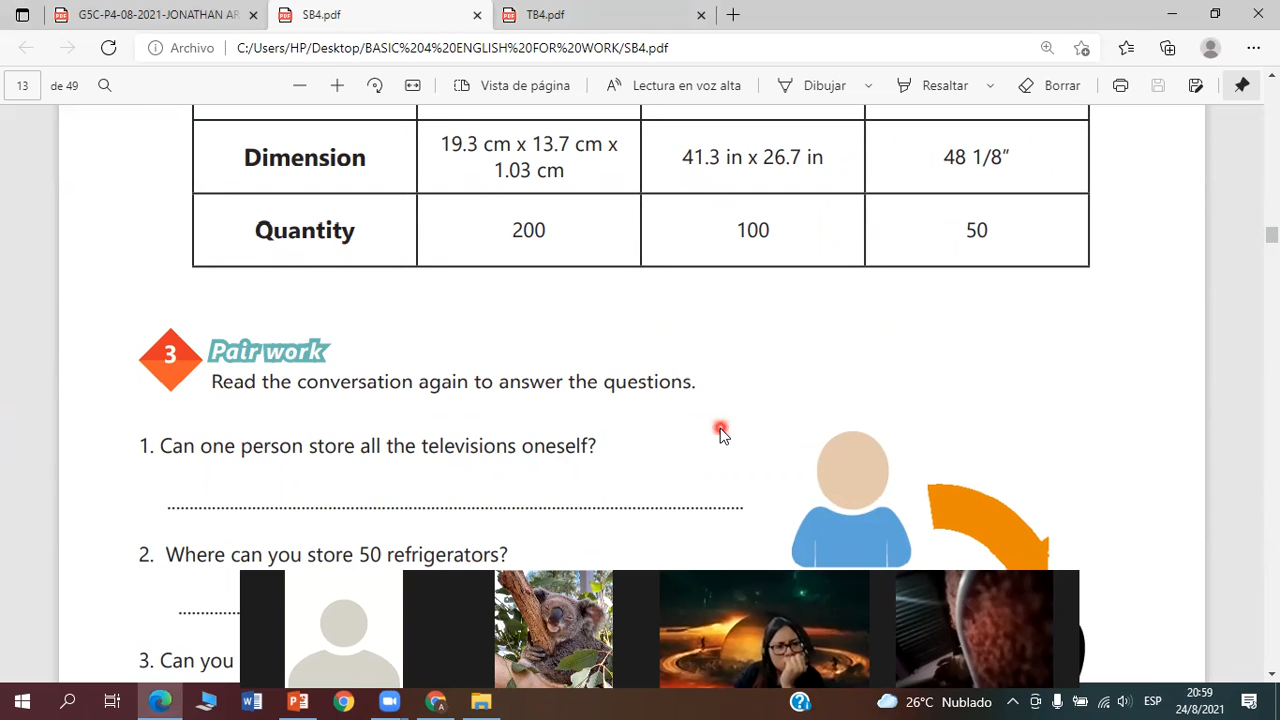 G5C-P4-08-2021-JONATHAN AR
SB4.pdf
TB4.pdf
Archivo
C:/Users/HP/Desktop/BASIC%204%20ENGLISH%20FOR%20WORK/SB4.pdf
13 de 49
Vista de página
Lectura en voz alta
Dibujar
Resaltar
Borrar
Dimension
19.3 cm x 13.7 cm x
1.03 cm
41.3 in x 26.7 in
48 1/8“
Quantity
200
100
50
3 Pair work
Read the conversation again to answer the questions.
1. Can one person store all the televisions oneself?
2. Where can you store 50 refrigerators?
3. Can you
26°C Nublado
ESP
20:59
24/8/2021